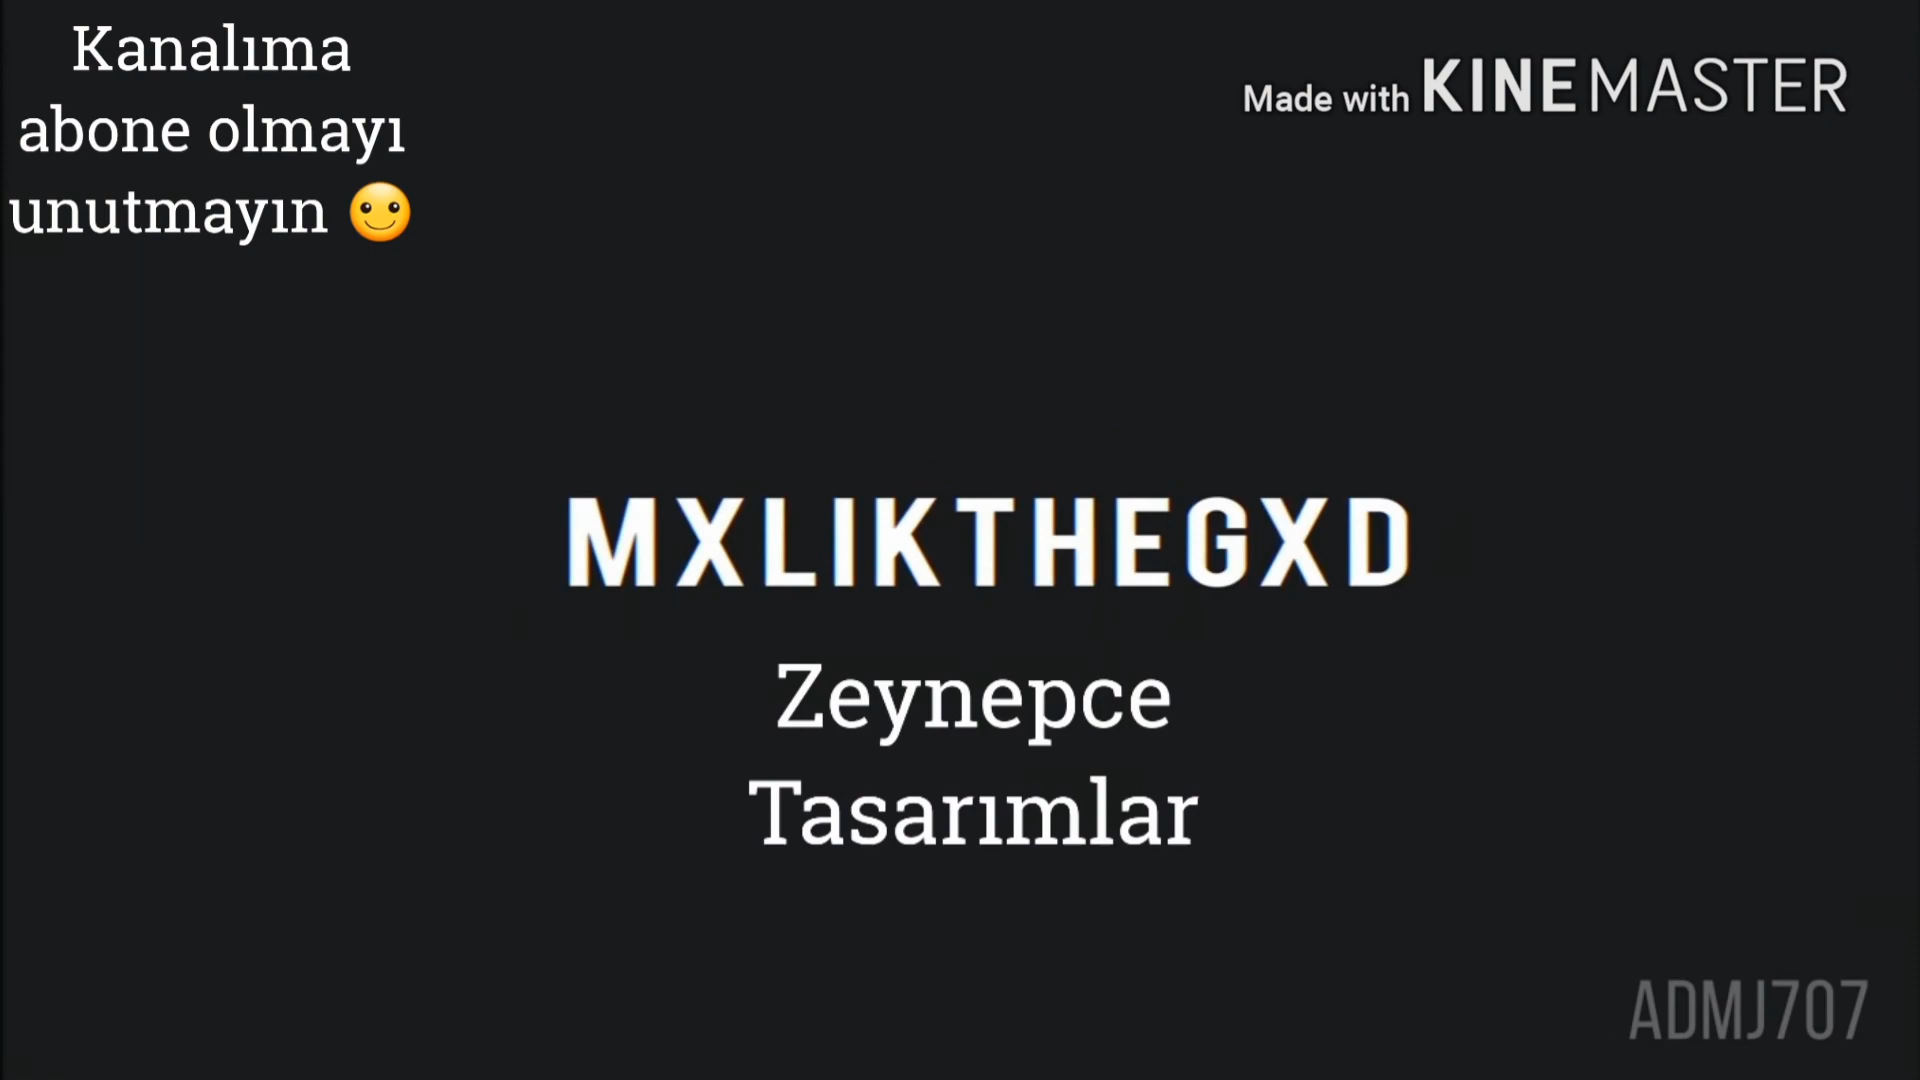 Kanalıma
abone olmayı
unutmayın 🙂
Made with KINEMASTER
MXLIKTHEGXD
Zeynepce
Tasarımlar
ADMJ707